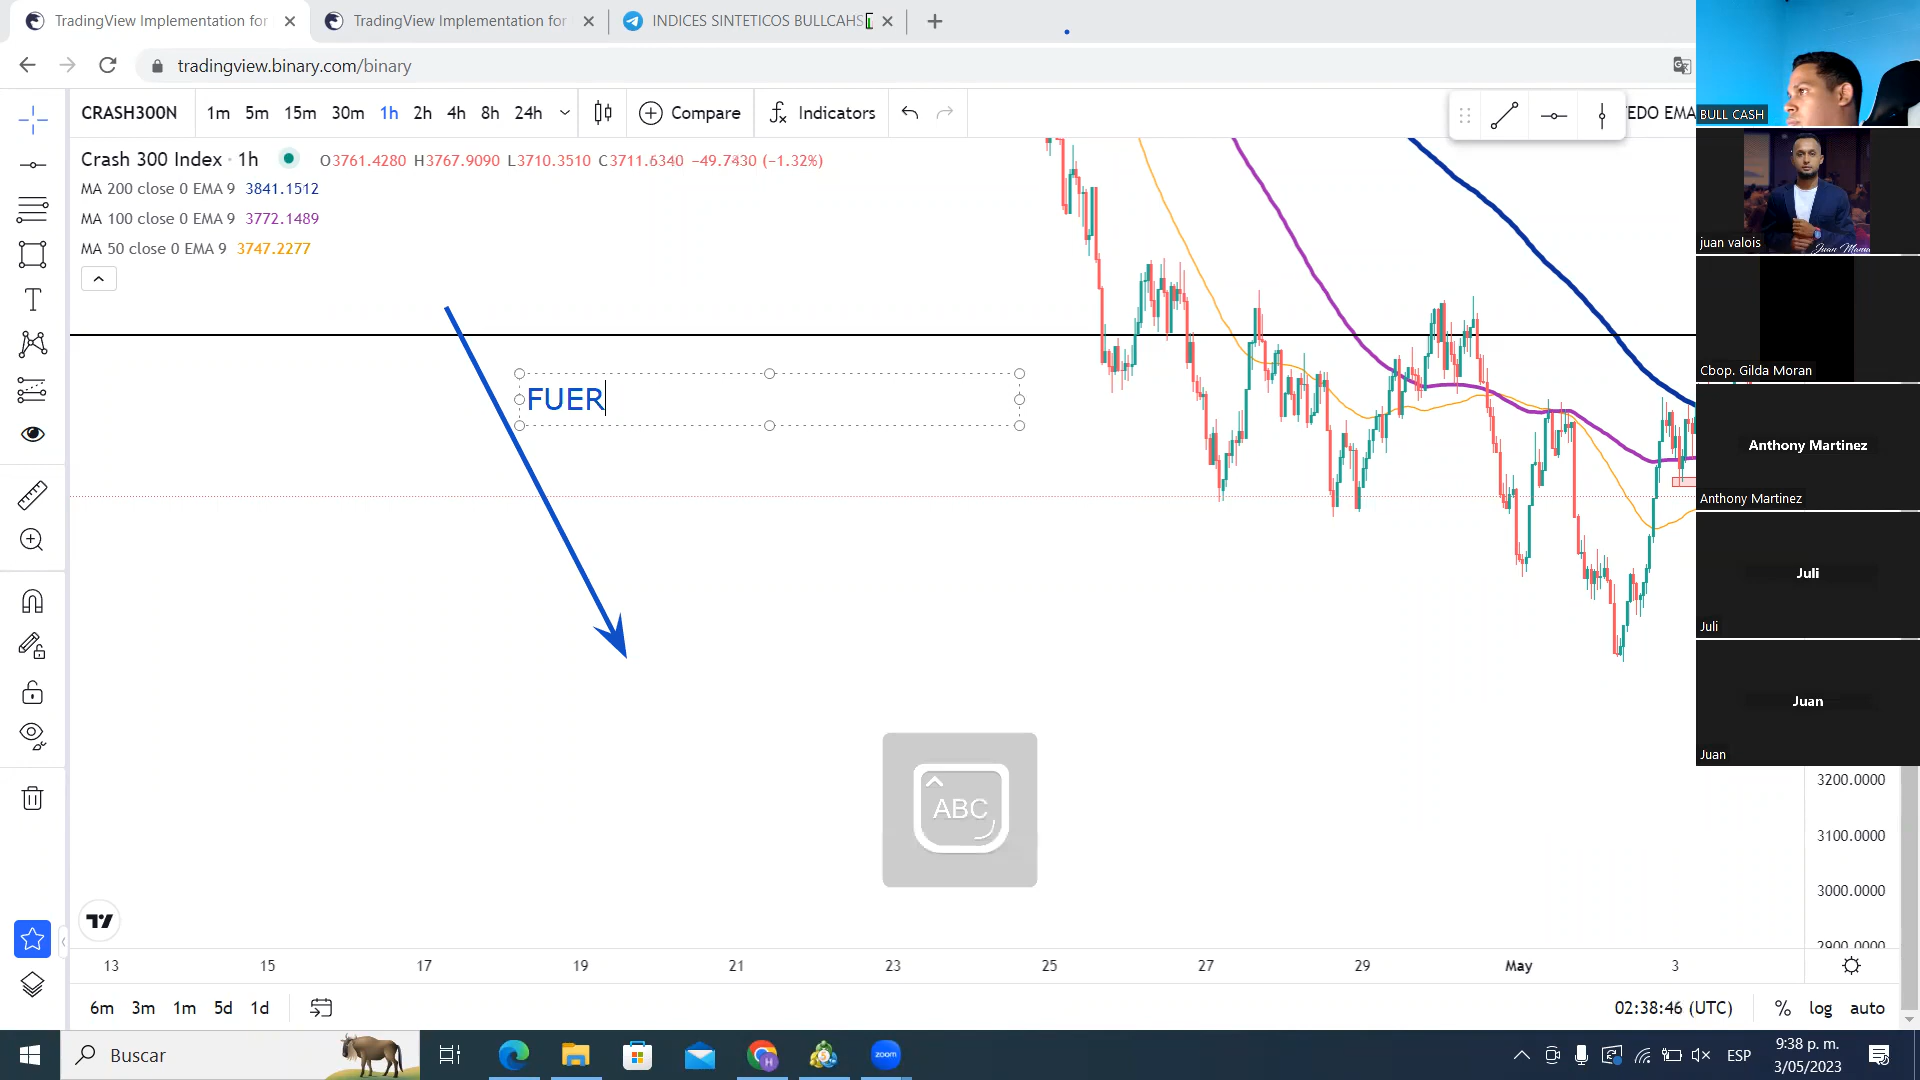 TradingView Implementation for
TradingView Implementation for
INDICES SINTETICOS BULLCAHS
tradingview.binary.com/binary
CRASH300N
1m 5m 15m 30m 1h 2h 4h 8h 24h
Compare
Indicators
EDO EMA
Crash 300 Index · 1h
O3761.4280 H3767.9090 L3710.3510 C3711.6340 −49.7430 (−1.32%)
MA 200 close 0 EMA 9 3841.1512
MA 100 close 0 EMA 9 3772.1489
MA 50 close 0 EMA 9 3747.2277
FUER
ABC
BULL CASH
juan valois
Cbop. Gilda Moran
Anthony Martinez
Anthony Martinez
Juli
Juli
Juan
Juan
3200.0000
3100.0000
3000.0000
2900.0000
13 15 17 19 21 23 25 27 29 May 3
6m 3m 1m 5d 1d
02:38:46 (UTC) % log auto
Buscar
zoom
ESP
9:38 p. m.
3/05/2023